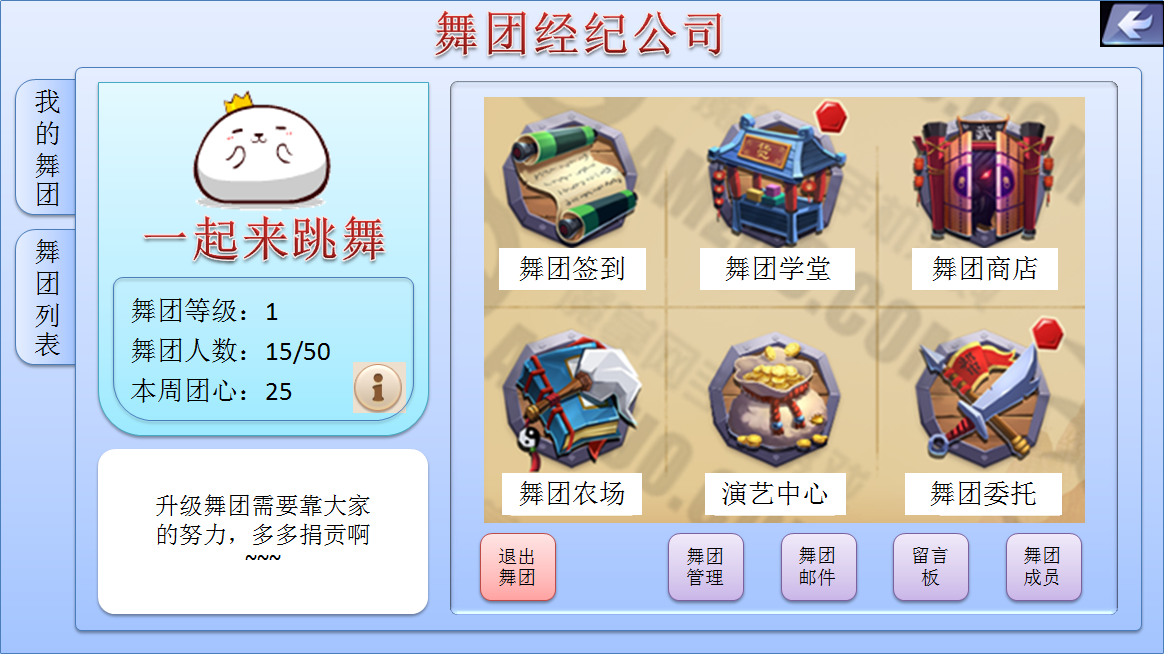 舞团经纪公司
我
的
舞
团
舞
团
列
表
一起来跳舞
舞团等级：1
舞团人数：15/50
本周团心：25
升级舞团需要靠大家
的努力，多多捐贡啊
~~~
舞团签到
舞团学堂
舞团商店
舞团农场
演艺中心
舞团委托
退出
舞团
舞团
管理
舞团
邮件
留言
板
舞团
成员